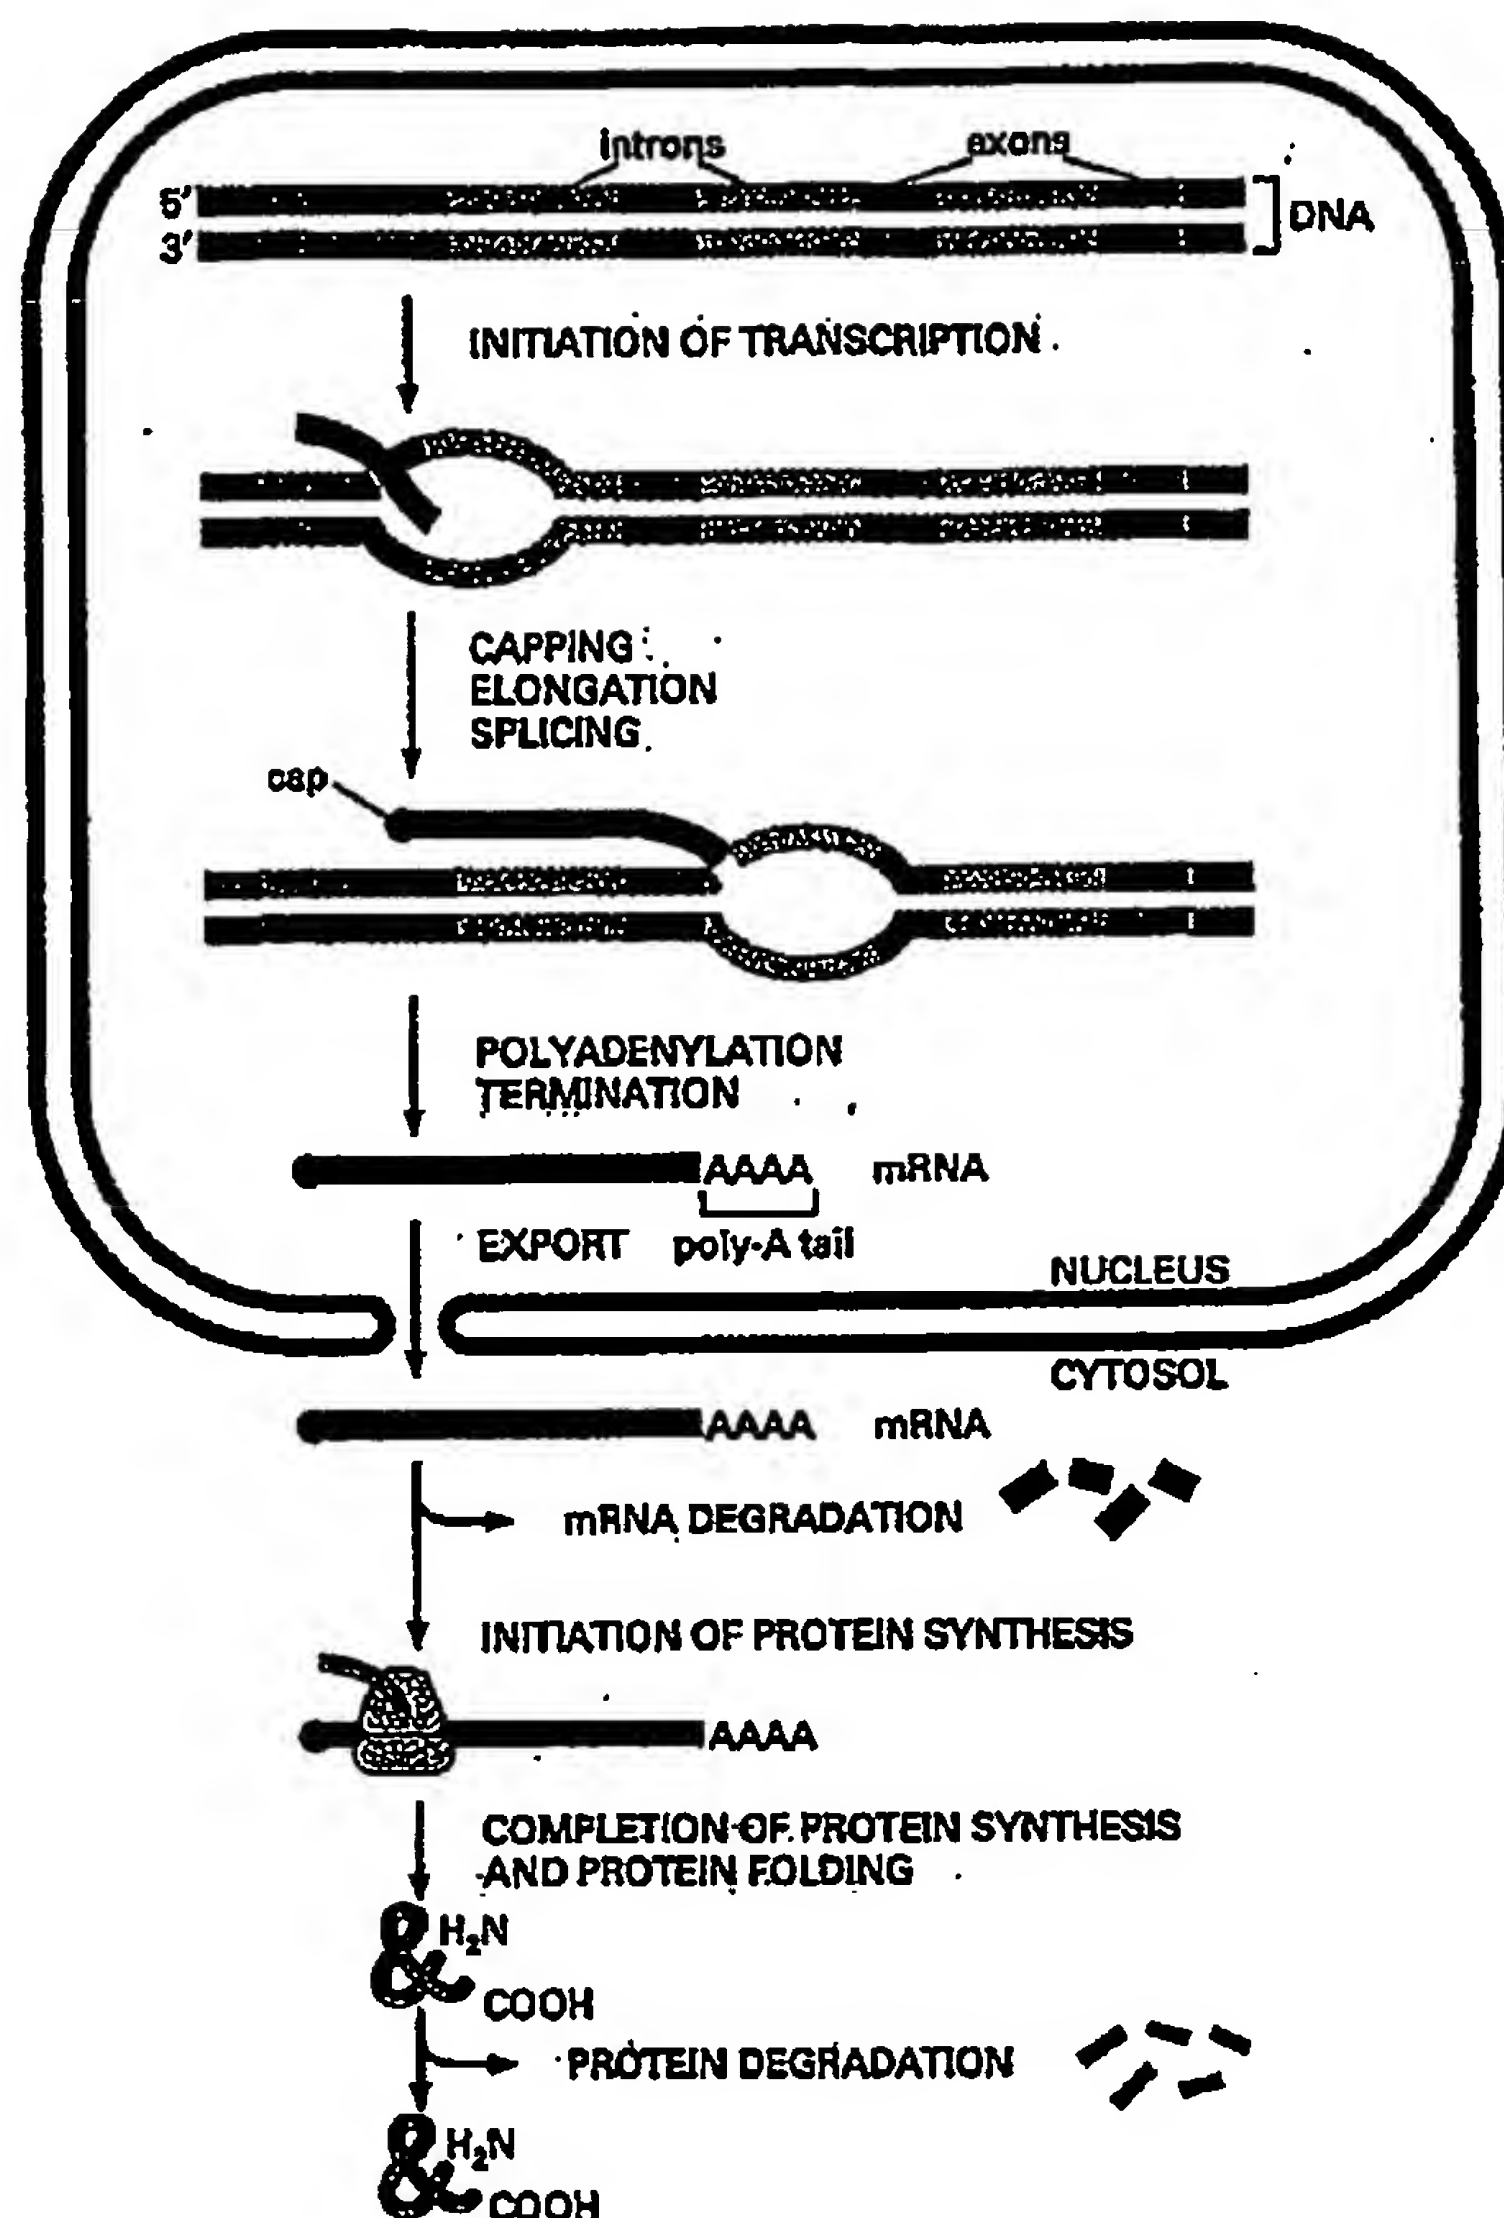 introns exons
5'
3'
DNA
INITIATION OF TRANSCRIPTION
CAPPING
ELONGATION
SPLICING
cap
POLYADENYLATION
TERMINATION
AAAA mRNA
EXPORT poly-A tail
NUCLEUS
CYTOSOL
AAAA mRNA
mRNA DEGRADATION
INITIATION OF PROTEIN SYNTHESIS
AAAA
COMPLETION OF PROTEIN SYNTHESIS
AND PROTEIN FOLDING
H₂N
COOH
PROTEIN DEGRADATION
H₂N
COOH